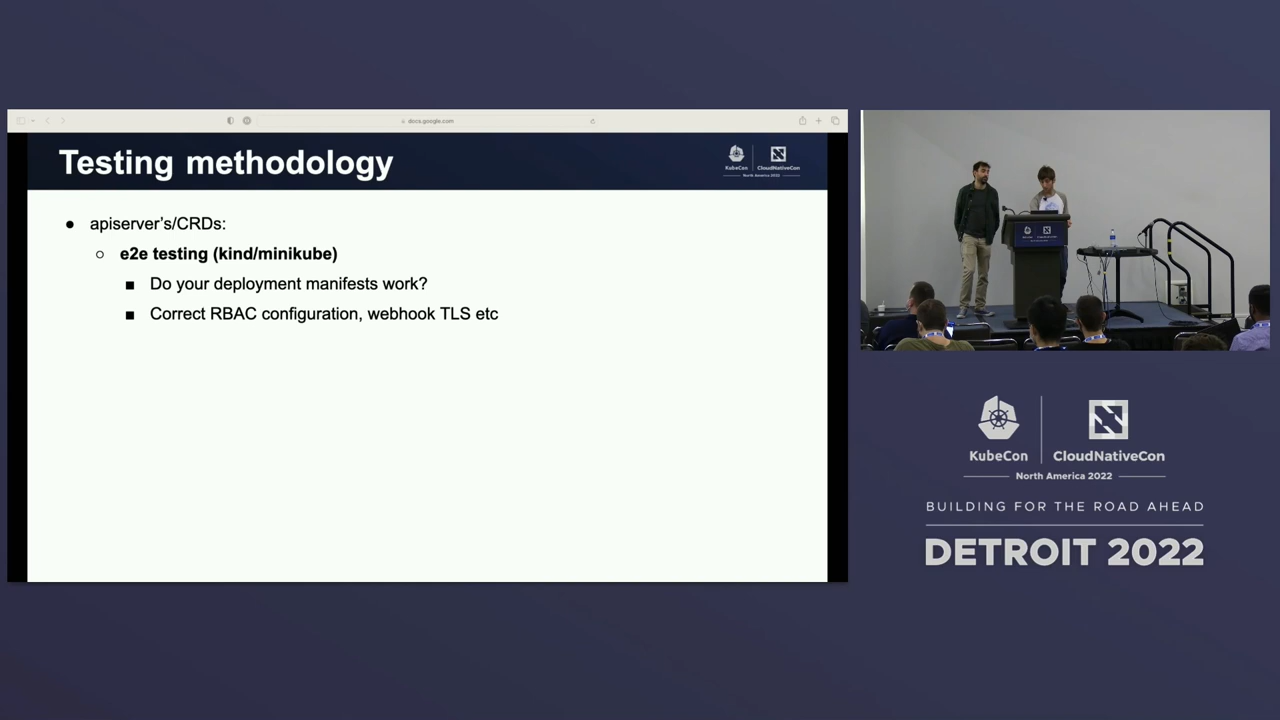 docs.google.com
Testing methodology
KubeCon
CloudNativeCon
North America 2022
● apiserver's/CRDs:
○ e2e testing (kind/minikube)
■ Do your deployment manifests work?
■ Correct RBAC configuration, webhook TLS etc
KubeCon
CloudNativeCon
North America 2022
BUILDING FOR THE ROAD AHEAD
DETROIT 2022